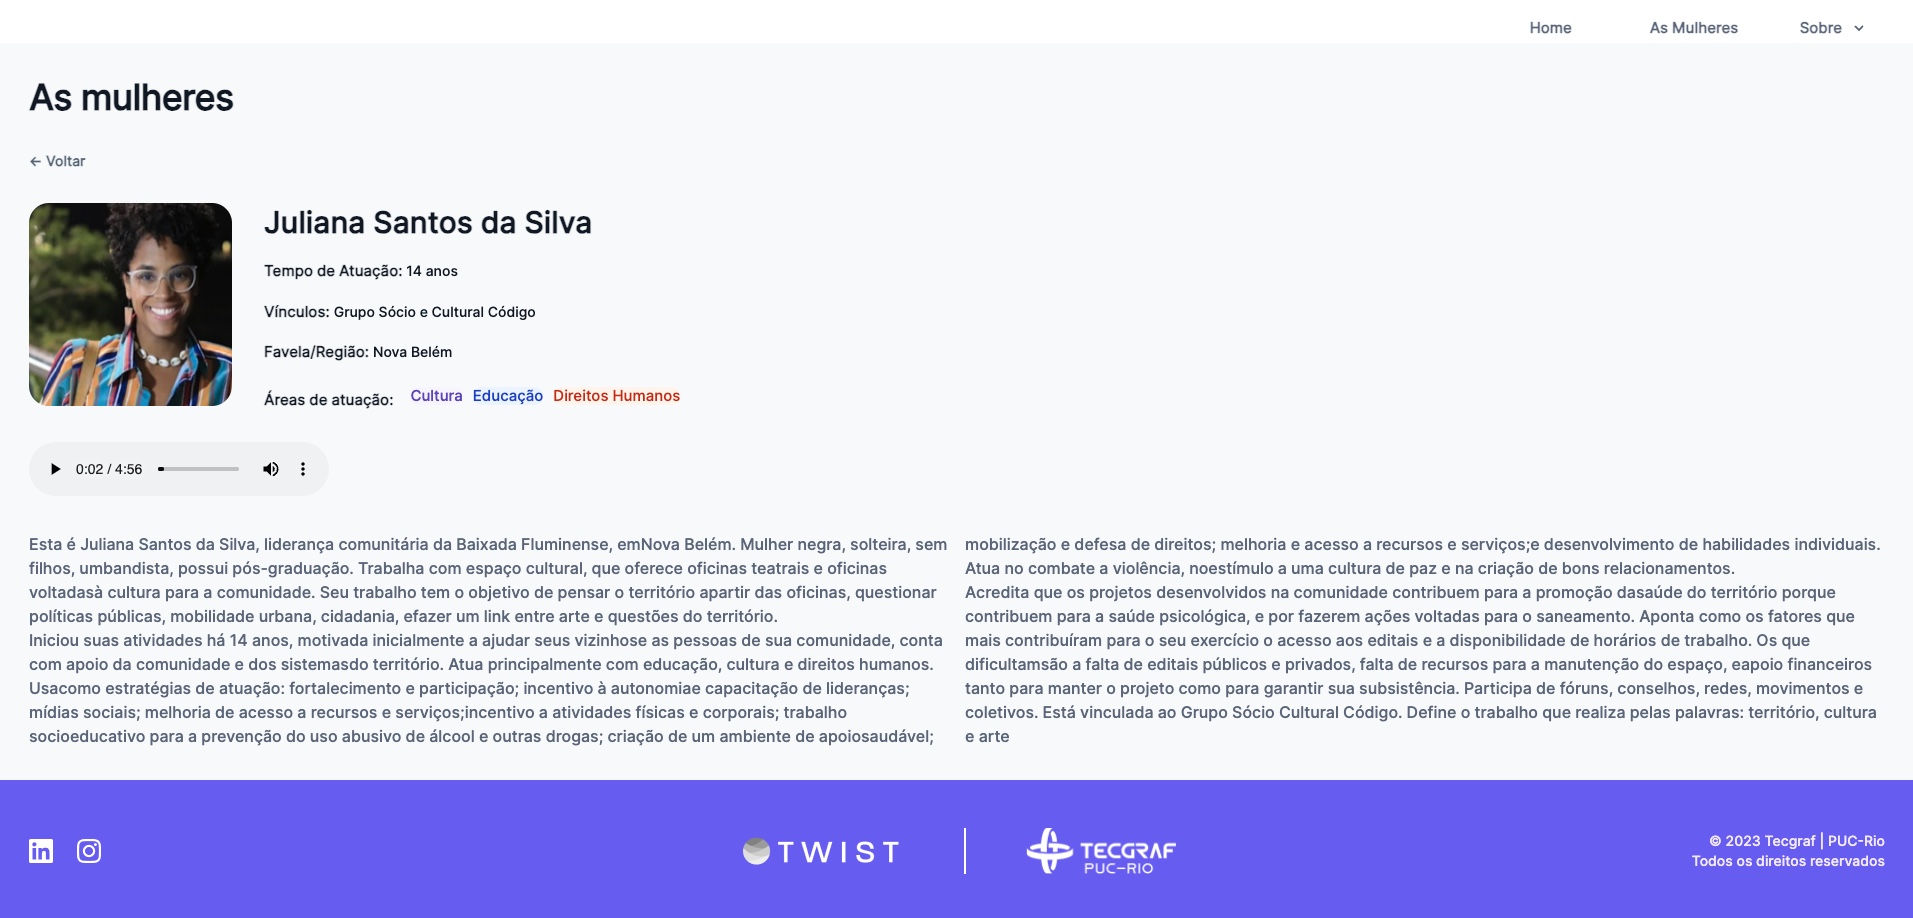 Home
As Mulheres
Sobre
As mulheres
← Voltar
Juliana Santos da Silva
Tempo de Atuação: 14 anos
Vínculos: Grupo Sócio e Cultural Código
Favela/Região: Nova Belém
Áreas de atuação: Cultura Educação Direitos Humanos
0:02 / 4:56
Esta é Juliana Santos da Silva, liderança comunitária da Baixada Fluminense, emNova Belém. Mulher negra, solteira, sem
filhos, umbandista, possui pós-graduação. Trabalha com espaço cultural, que oferece oficinas teatrais e oficinas
voltadasà cultura para a comunidade. Seu trabalho tem o objetivo de pensar o território apartir das oficinas, questionar
políticas públicas, mobilidade urbana, cidadania, efazer um link entre arte e questões do território.
Iniciou suas atividades há 14 anos, motivada inicialmente a ajudar seus vizinhose as pessoas de sua comunidade, conta
com apoio da comunidade e dos sistemasdo território. Atua principalmente com educação, cultura e direitos humanos.
Usacomo estratégias de atuação: fortalecimento e participação; incentivo à autonomiae capacitação de lideranças;
mídias sociais; melhoria de acesso a recursos e serviços;incentivo a atividades físicas e corporais; trabalho
socioeducativo para a prevenção do uso abusivo de álcool e outras drogas; criação de um ambiente de apoiosaudável;
mobilização e defesa de direitos; melhoria e acesso a recursos e serviços;e desenvolvimento de habilidades individuais.
Atua no combate a violência, noestímulo a uma cultura de paz e na criação de bons relacionamentos.
Acredita que os projetos desenvolvidos na comunidade contribuem para a promoção dasaúde do território porque
contribuem para a saúde psicológica, e por fazerem ações voltadas para o saneamento. Aponta como os fatores que
mais contribuíram para o seu exercício o acesso aos editais e a disponibilidade de horários de trabalho. Os que
dificultamsão a falta de editais públicos e privados, falta de recursos para a manutenção do espaço, eapoio financeiros
tanto para manter o projeto como para garantir sua subsistência. Participa de fóruns, conselhos, redes, movimentos e
coletivos. Está vinculada ao Grupo Sócio Cultural Código. Define o trabalho que realiza pelas palavras: território, cultura
e arte
in
TWIST
TECGRAF
PUC-RIO
© 2023 Tecgraf | PUC-Rio
Todos os direitos reservados